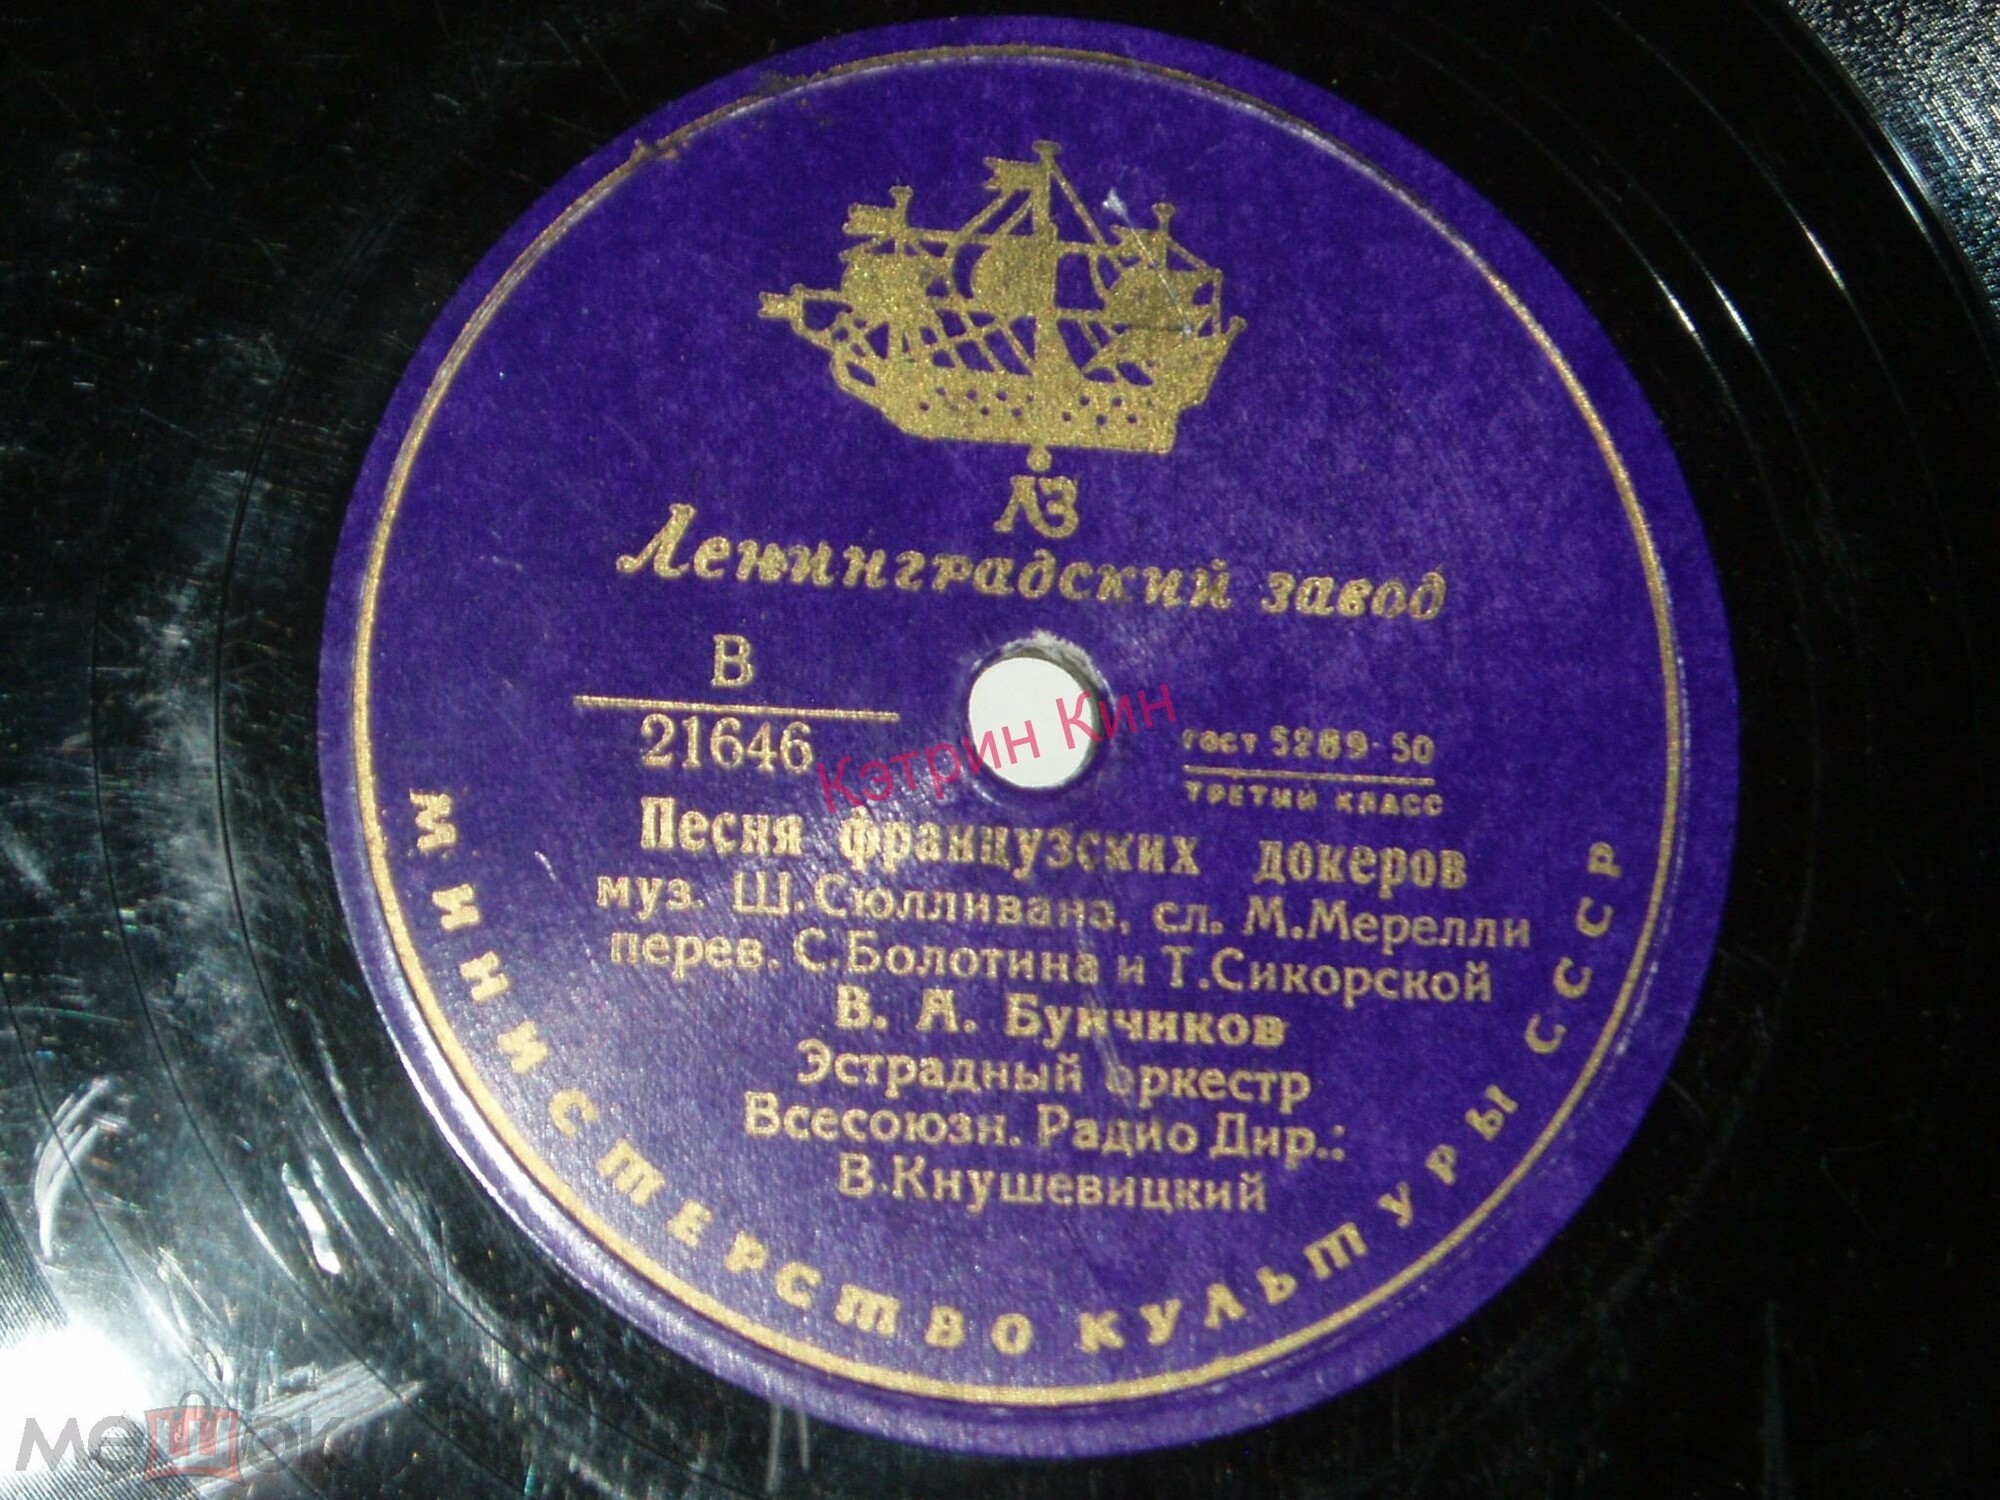 ЛЗ
Ленинградский завод
В
21646
гост 5289-50
ТРЕТИЙ КЛАСС
Песня французских докеров
муз. Ш.Сюлливана, сл. М.Мерелли
перев. С.Болотина и Т.Сикорской
В. А. Бунчиков
Эстрадный оркестр
Всесоюзн. Радио Дир.:
В.Кнушевицкий
МИНИСТЕРСТВО КУЛЬТУРЫ СССР
Кэтрин Кин
мешок